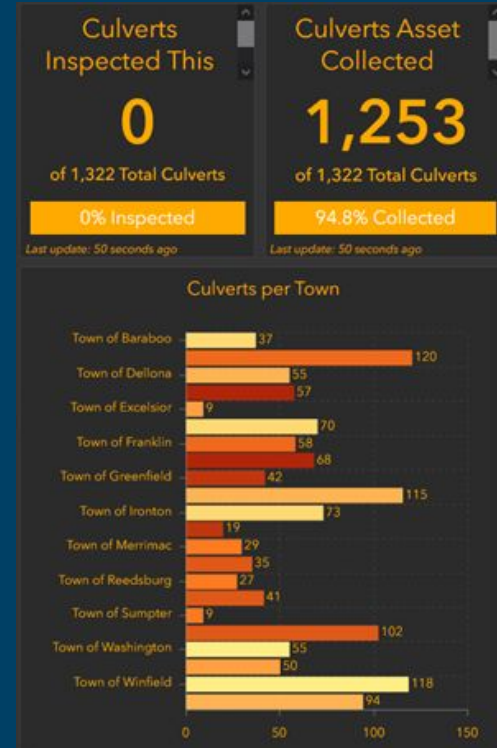 Culverts
Inspected This
0
of 1,322 Total Culverts
0% Inspected
Last update: 50 seconds ago
Culverts Asset
Collected
1,253
of 1,322 Total Culverts
94.8% Collected
Last update: 50 seconds ago
Culverts per Town
Town of Baraboo 37
120
Town of Dellona 55
57
Town of Excelsior 9
70
Town of Franklin 58
68
Town of Greenfield 42
115
Town of Ironton 73
19
Town of Merrimac 29
35
Town of Reedsburg 27
41
Town of Sumpter 9
102
Town of Washington 55
50
Town of Winfield 118
94
0 50 100 150